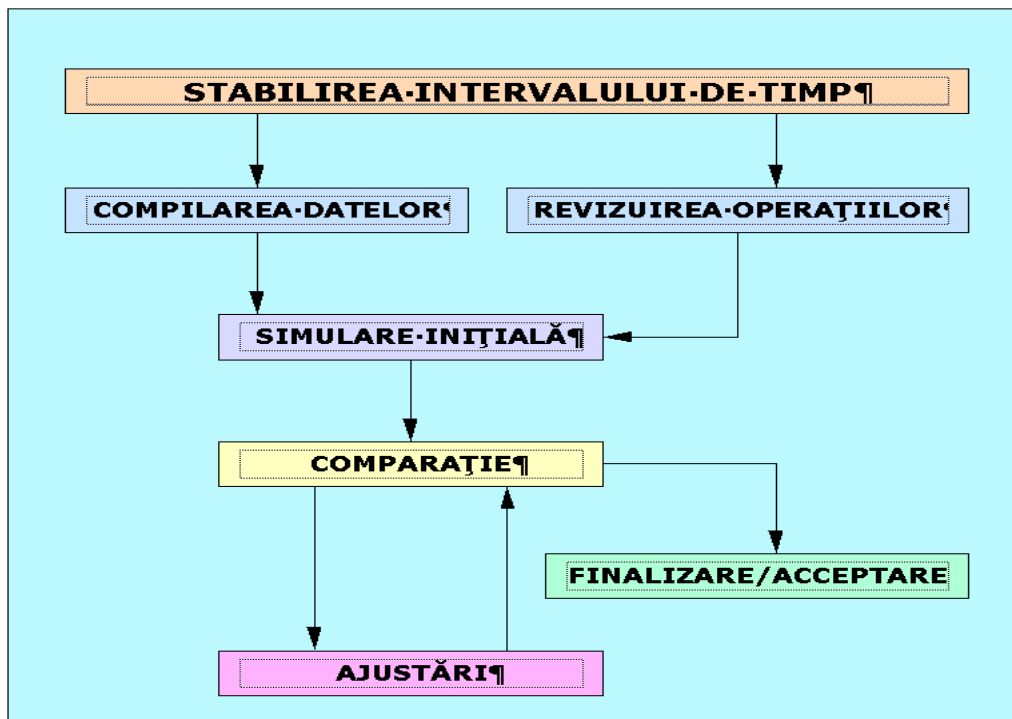 STABILIREA·INTERVALULUI·DE·TIMP¶
COMPILAREA·DATELOR¶
REVIZUIREA·OPERAŢIILOR¶
SIMULARE·INIŢIALĂ¶
COMPARAŢIE¶
FINALIZARE/ACCEPTARE
AJUSTĂRI¶